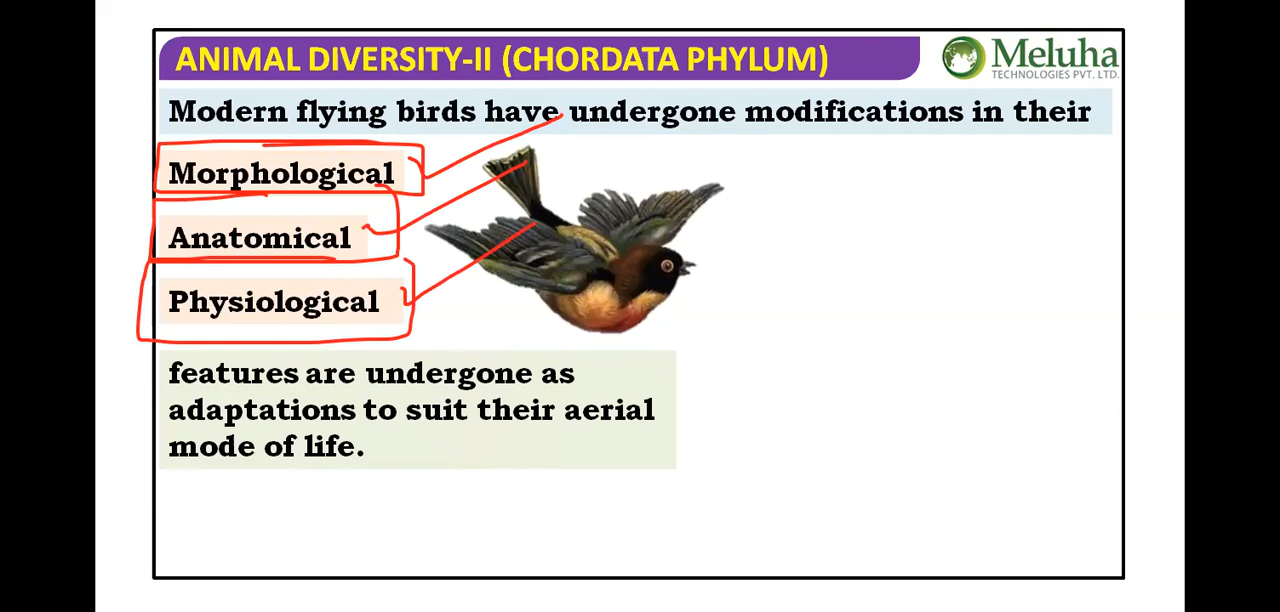 ANIMAL DIVERSITY-II (CHORDATA PHYLUM)
Meluha
TECHNOLOGIES PVT. LTD.
Modern flying birds have undergone modifications in their
Morphological
Anatomical
Physiological
features are undergone as
adaptations to suit their aerial
mode of life.